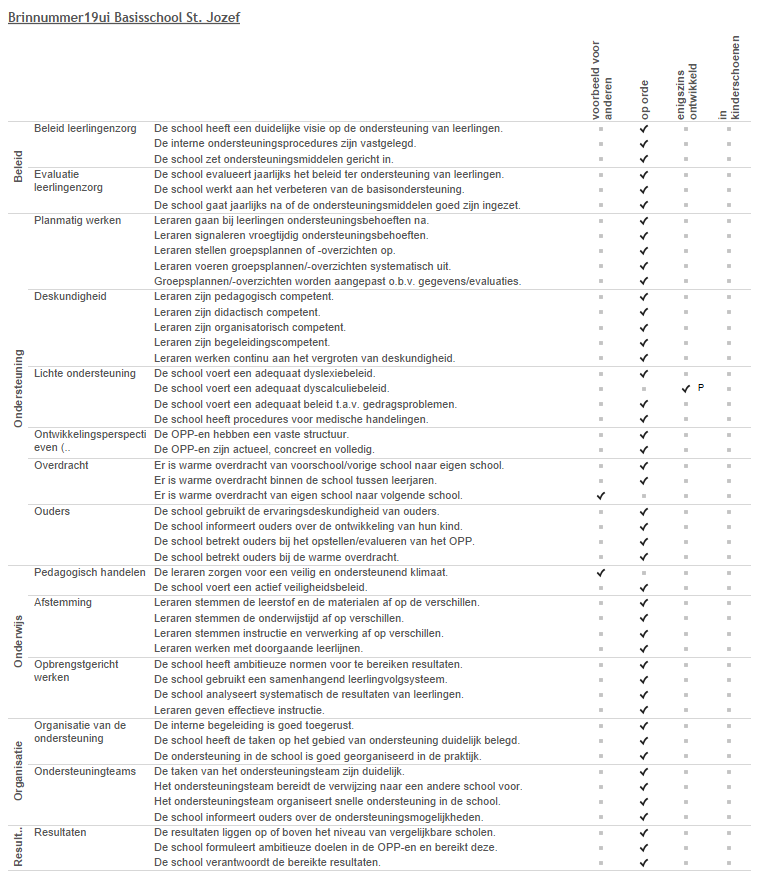 Brinnummer19ui Basisschool St. Jozef
voorbeeld voor anderen
op orde
enigszins ontwikkeld
in kinderschoenen
Beleid
Beleid leerlingenzorg De school heeft een duidelijke visie op de ondersteuning van leerlingen.
De interne ondersteuningsprocedures zijn vastgelegd.
De school zet ondersteuningsmiddelen gericht in.
Evaluatie leerlingenzorg De school evalueert jaarlijks het beleid ter ondersteuning van leerlingen.
De school werkt aan het verbeteren van de basisondersteuning.
De school gaat jaarlijks na of de ondersteuningsmiddelen goed zijn ingezet.
Ondersteuning
Planmatig werken Leraren gaan bij leerlingen ondersteuningsbehoeften na.
Leraren signaleren vroegtijdig ondersteuningsbehoeften.
Leraren stellen groepsplannen of -overzichten op.
Leraren voeren groepsplannen/-overzichten systematisch uit.
Groepsplannen/-overzichten worden aangepast o.b.v. gegevens/evaluaties.
Deskundigheid Leraren zijn pedagogisch competent.
Leraren zijn didactisch competent.
Leraren zijn organisatorisch competent.
Leraren zijn begeleidingscompetent.
Leraren werken continu aan het vergroten van deskundigheid.
Lichte ondersteuning De school voert een adequaat dyslexiebeleid.
De school voert een adequaat dyscalculiebeleid. P
De school voert een adequaat beleid t.a.v. gedragsproblemen.
De school heeft procedures voor medische handelingen.
Ontwikkelingsperspecti even (.. De OPP-en hebben een vaste structuur.
De OPP-en zijn actueel, concreet en volledig.
Overdracht Er is warme overdracht van voorschool/vorige school naar eigen school.
Er is warme overdracht binnen de school tussen leerjaren.
Er is warme overdracht van eigen school naar volgende school.
Ouders De school gebruikt de ervaringsdeskundigheid van ouders.
De school informeert ouders over de ontwikkeling van hun kind.
De school betrekt ouders bij het opstellen/evalueren van het OPP.
De school betrekt ouders bij de warme overdracht.
Onderwijs
Pedagogisch handelen De leraren zorgen voor een veilig en ondersteunend klimaat.
De school voert een actief veiligheidsbeleid.
Afstemming Leraren stemmen de leerstof en de materialen af op de verschillen.
Leraren stemmen de onderwijstijd af op verschillen.
Leraren stemmen instructie en verwerking af op verschillen.
Leraren werken met doorgaande leerlijnen.
Opbrengstgericht werken De school heeft ambitieuze normen voor te bereiken resultaten.
De school gebruikt een samenhangend leerlingvolgsysteem.
De school analyseert systematisch de resultaten van leerlingen.
Leraren geven effectieve instructie.
Organisatie
Organisatie van de ondersteuning De interne begeleiding is goed toegerust.
De school heeft de taken op het gebied van ondersteuning duidelijk belegd.
De ondersteuning in de school is goed georganiseerd in de praktijk.
Ondersteuningteams De taken van het ondersteuningsteam zijn duidelijk.
Het ondersteuningsteam bereidt de verwijzing naar een andere school voor.
Het ondersteuningsteam organiseert snelle ondersteuning in de school.
De school informeert ouders over de ondersteuningsmogelijkheden.
Result..
Resultaten De resultaten liggen op of boven het niveau van vergelijkbare scholen.
De school formuleert ambitieuze doelen in de OPP-en en bereikt deze.
De school verantwoordt de bereikte resultaten.